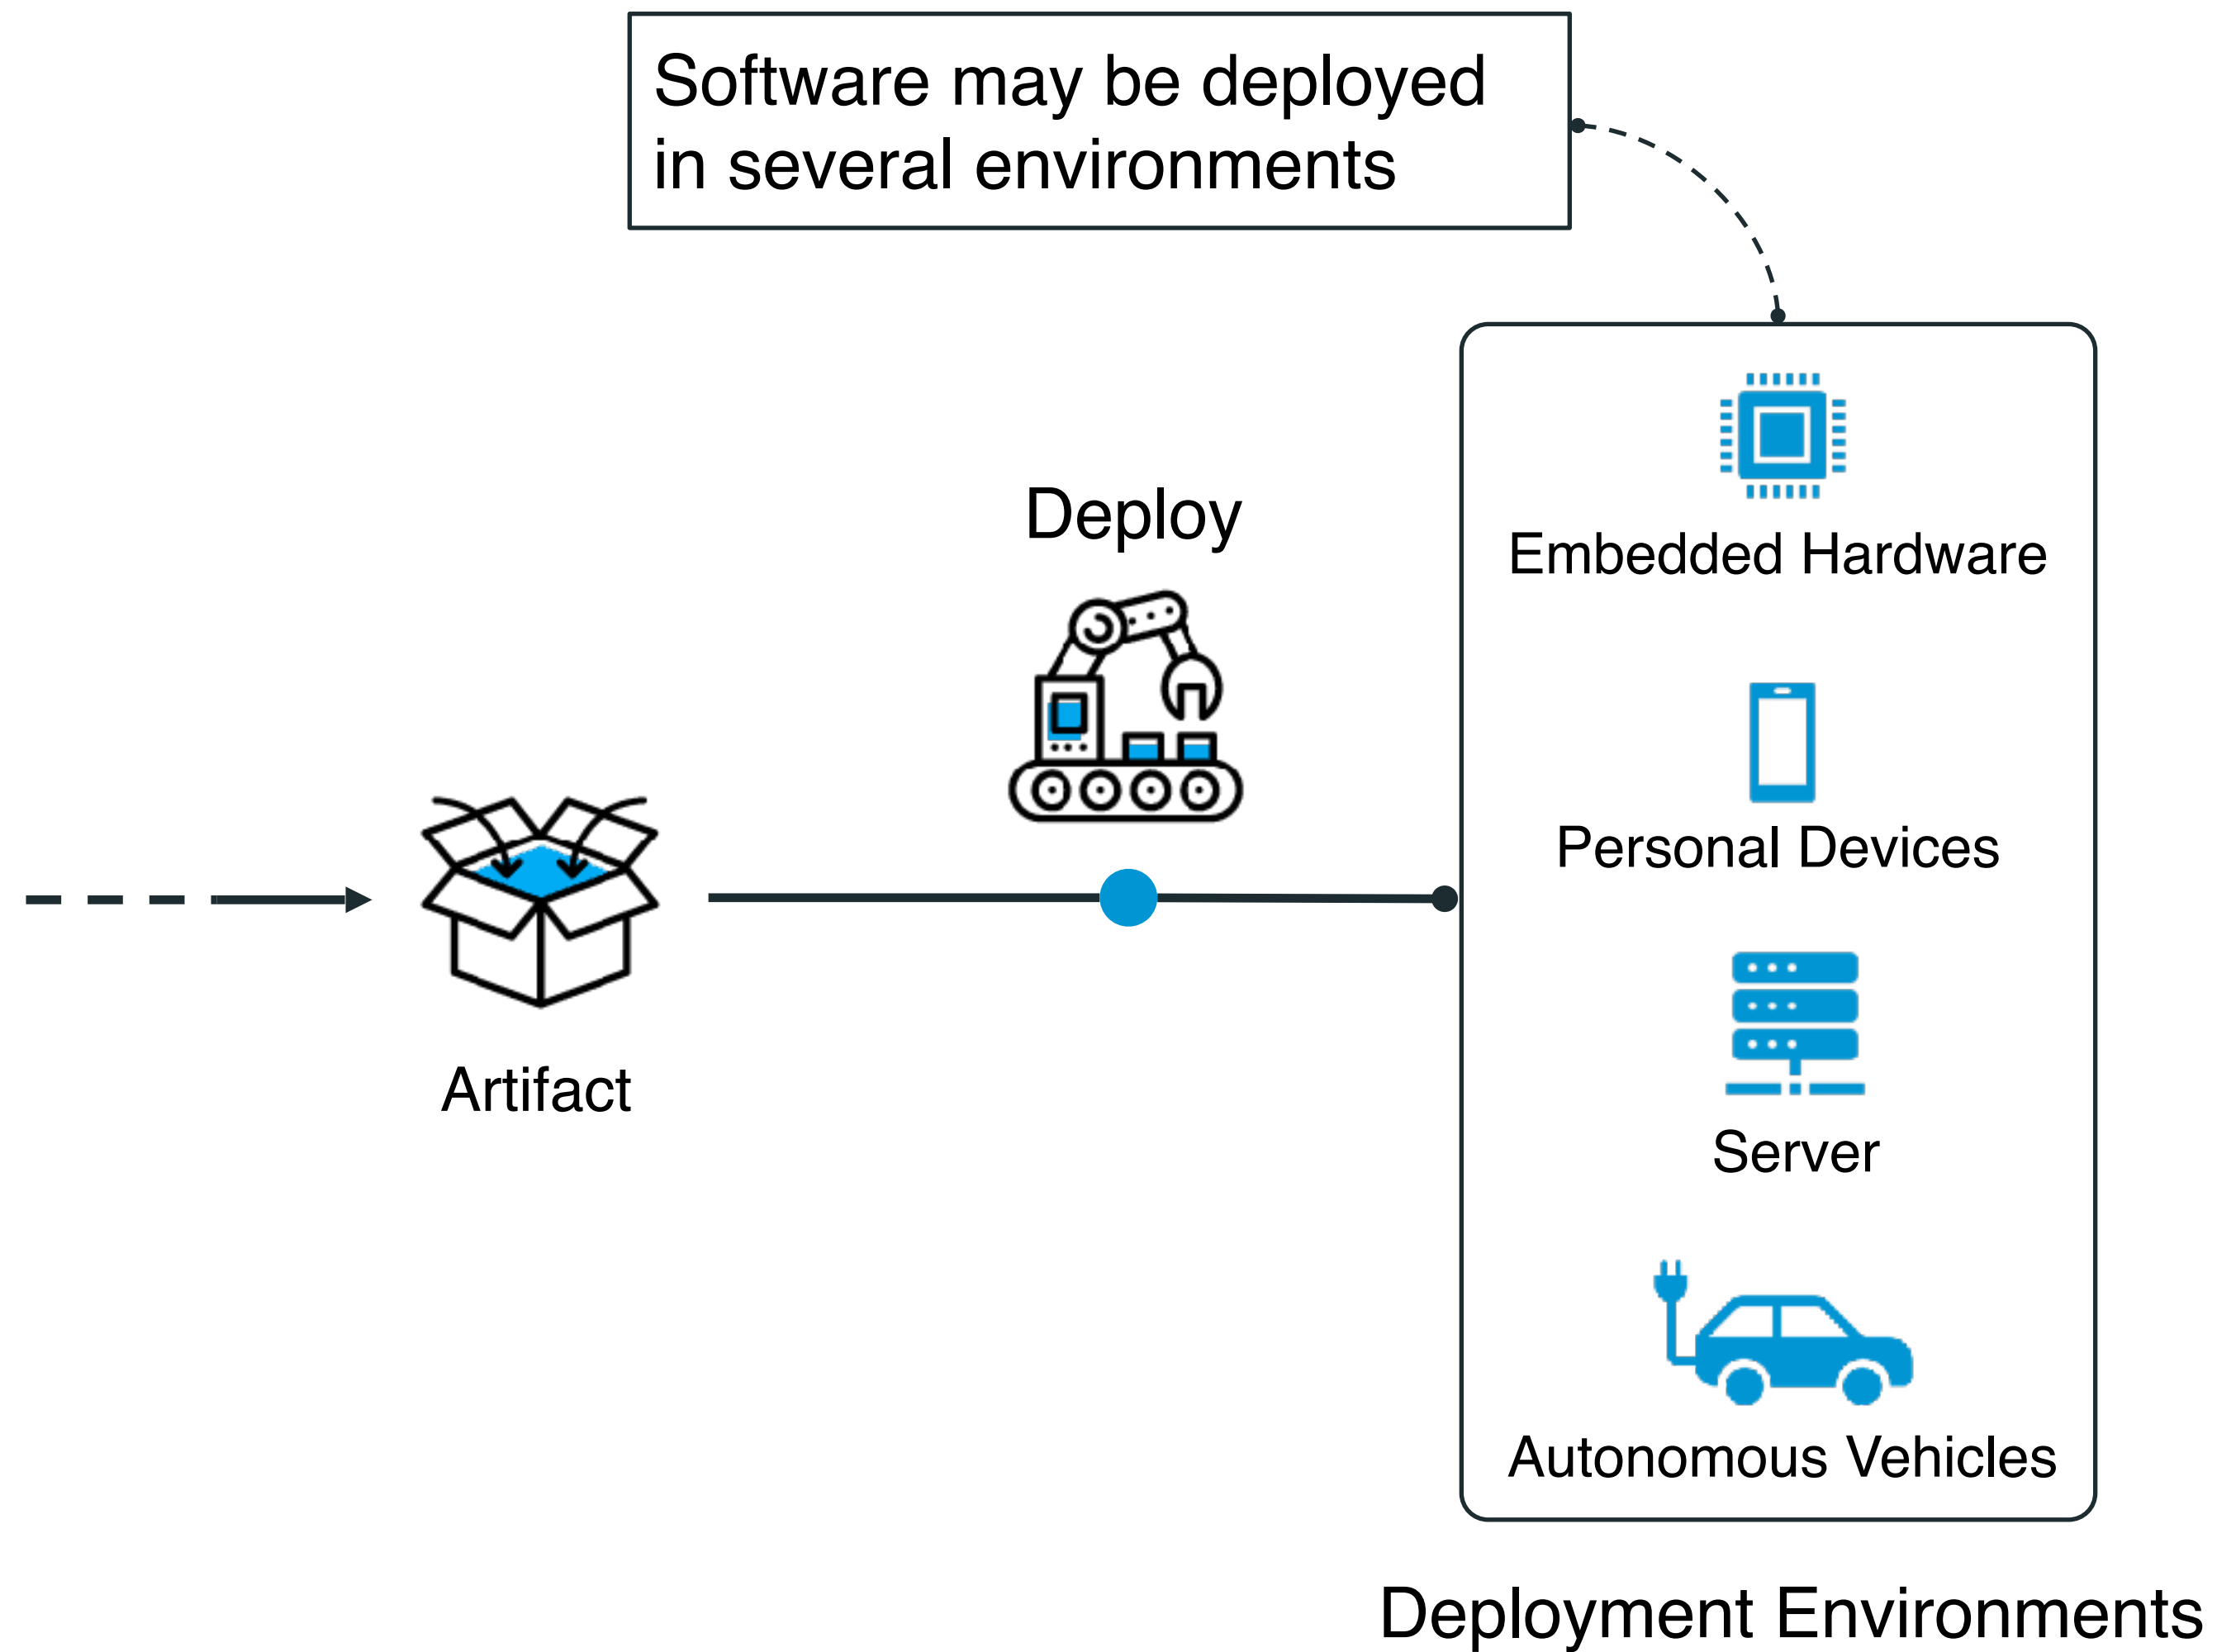 Software may be deployed
in several environments
Deploy
Embedded Hardware
Personal Devices
Artifact
Server
Autonomous Vehicles
Deployment Environments